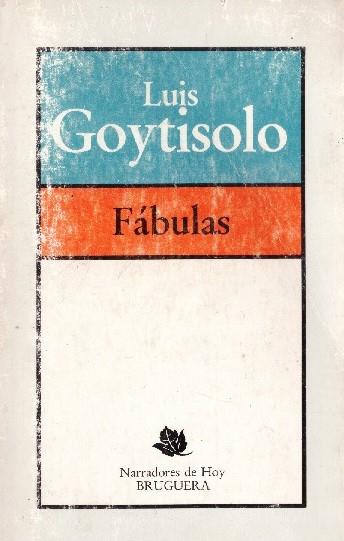 Luis
Goytisolo
Fábulas
Narradores de Hoy
BRUGUERA